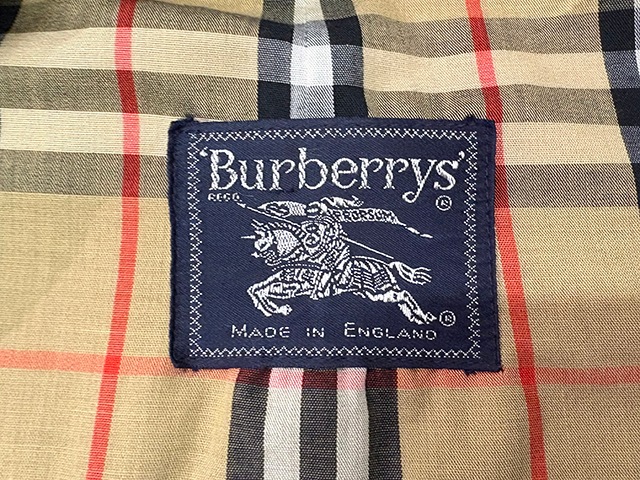 'Burberrys'
REGD. ®
PRORSUM
®
MADE IN ENGLAND